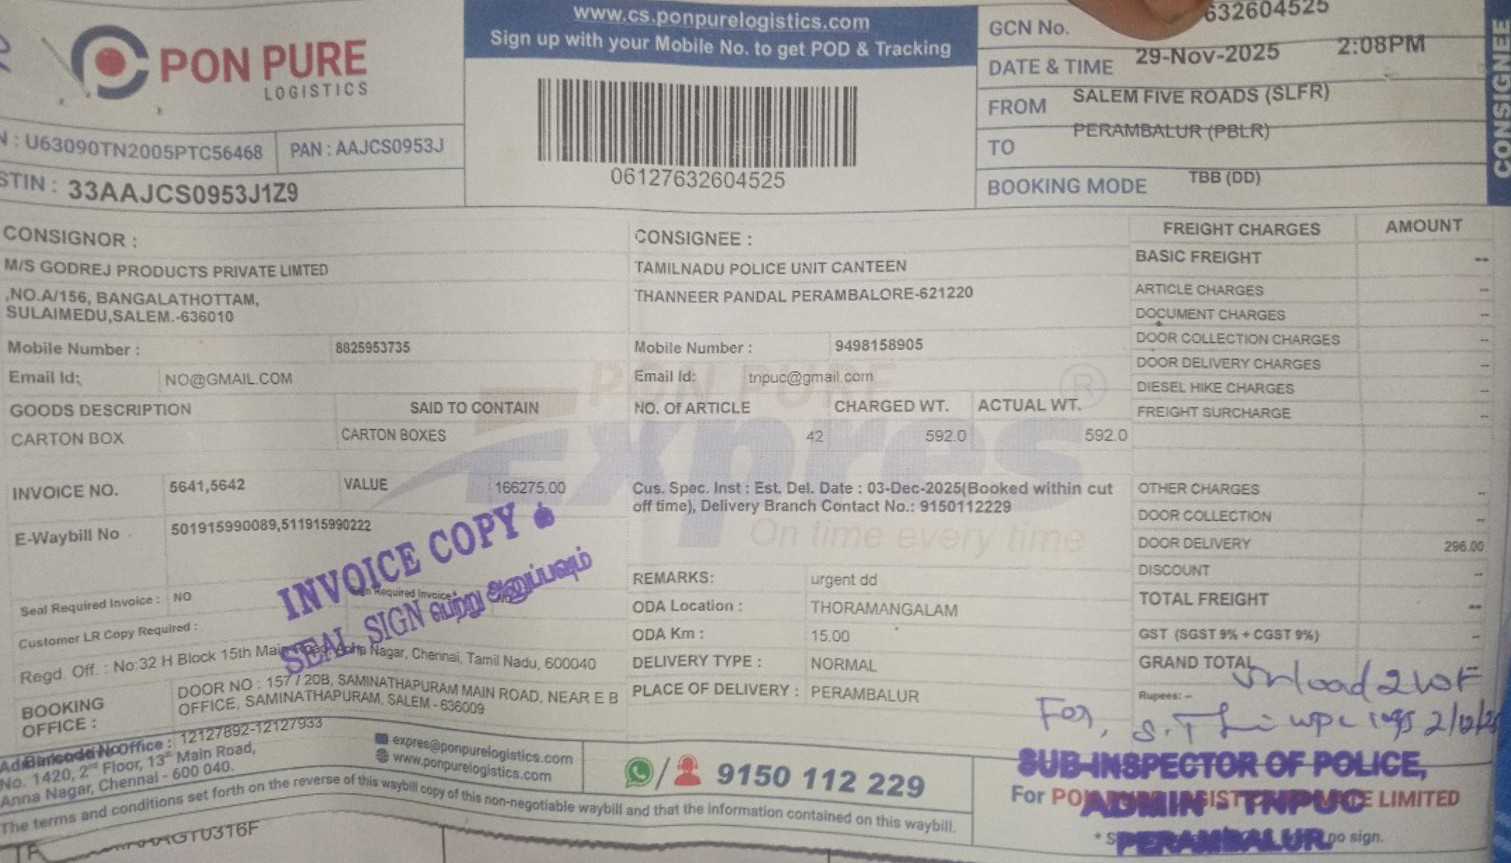 PON PURE
LOGISTICS
www.cs.ponpurelogistics.com
Sign up with your Mobile No. to get POD & Tracking
06127632604525
GCN No. 632604525
DATE & TIME 29-Nov-2025 2:08PM
FROM SALEM FIVE ROADS (SLFR)
TO PERAMBALUR (PBLR)
BOOKING MODE TBB (DD)
CONSIGNEE
N : U63090TN2005PTC56468 PAN : AAJCS0953J
STIN : 33AAJCS0953J1Z9
CONSIGNOR :
M/S GODREJ PRODUCTS PRIVATE LIMTED
,NO.A/156, BANGALATHOTTAM,
SULAIMEDU,SALEM.-636010
Mobile Number : 8825953735
Email Id: NO@GMAIL.COM
CONSIGNEE :
TAMILNADU POLICE UNIT CANTEEN
THANNEER PANDAL PERAMBALORE-621220
Mobile Number : 9498158905
Email Id: tnpuc@gmail.com
GOODS DESCRIPTION SAID TO CONTAIN NO. Of ARTICLE CHARGED WT. ACTUAL WT.
CARTON BOX CARTON BOXES 42 592.0 592.0
PON PURE
Expres
On time every time
®
INVOICE NO. 5641,5642 VALUE 166275.00
E-Waybill No 501915990089,511915990222
Cus. Spec. Inst : Est. Del. Date : 03-Dec-2025(Booked within cut
off time), Delivery Branch Contact No.: 9150112229
INVOICE COPY &
SEAL, SIGN பெற்று அனுப்பவும்
Seal Required Invoice : NO
Required Invoice
Customer LR Copy Required :
Regd. Off. : No:32 H Block 15th Main Road, Anna Nagar, Chennai, Tamil Nadu, 600040
BOOKING
OFFICE :
DOOR NO : 157 / 20B, SAMINATHAPURAM MAIN ROAD, NEAR E B
OFFICE, SAMINATHAPURAM, SALEM - 636009
REMARKS: urgent dd
ODA Location : THORAMANGALAM
ODA Km : 15.00
DELIVERY TYPE : NORMAL
PLACE OF DELIVERY : PERAMBALUR
FREIGHT CHARGES AMOUNT
BASIC FREIGHT --
ARTICLE CHARGES --
DOCUMENT CHARGES --
DOOR COLLECTION CHARGES --
DOOR DELIVERY CHARGES --
DIESEL HIKE CHARGES --
FREIGHT SURCHARGE --
OTHER CHARGES --
DOOR COLLECTION --
DOOR DELIVERY 296.00
DISCOUNT --
TOTAL FREIGHT --
GST (SGST 9% + CGST 9%) --
GRAND TOTAL
Rupees: --
For,
SUB-INSPECTOR OF POLICE,
ADMIN - TNPUC
PERAMBALUR
For PON LIMITED
no sign.
Office : 12127892-12127933
No. 1420, 2nd Floor, 13th Main Road,
Anna Nagar, Chennai - 600 040.
expres@ponpurelogistics.com
www.ponpurelogistics.com
9150 112 229
The terms and conditions set forth on the reverse of this waybill copy of this non-negotiable waybill and that the information contained on this waybill.